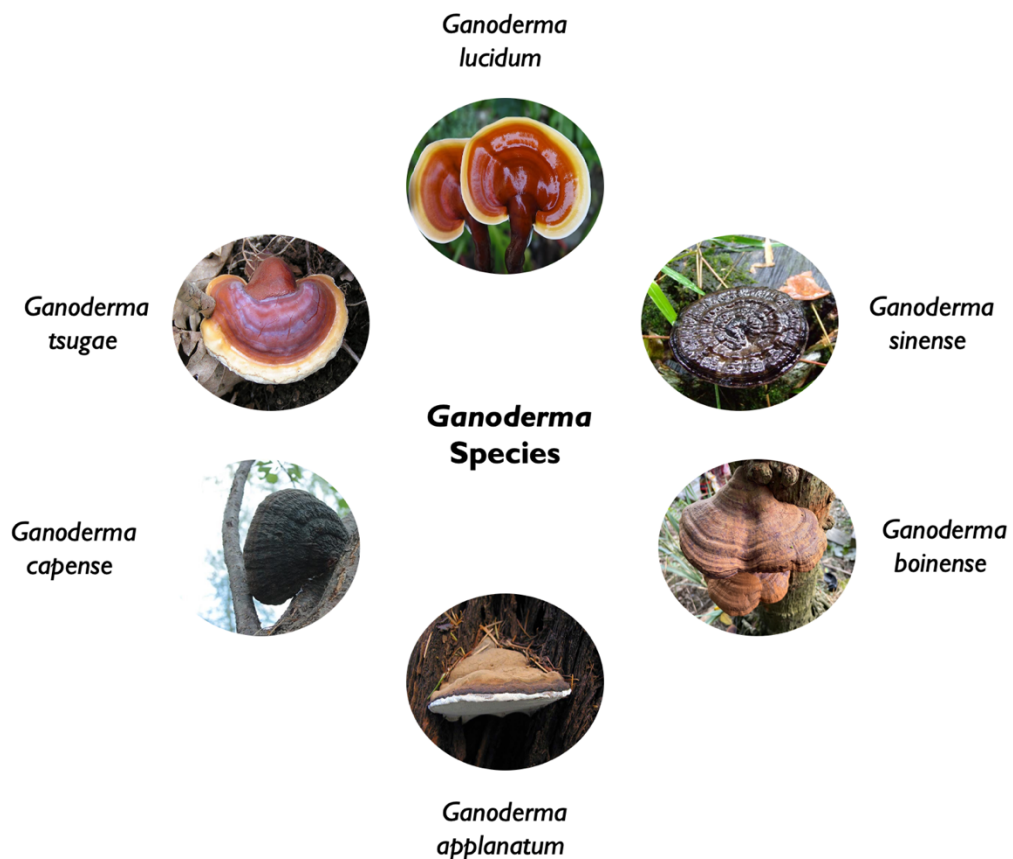 Ganoderma
lucidum
Ganoderma
tsugae
Ganoderma
sinense
Ganoderma
Species
Ganoderma
capense
Ganoderma
boinense
Ganoderma
applanatum